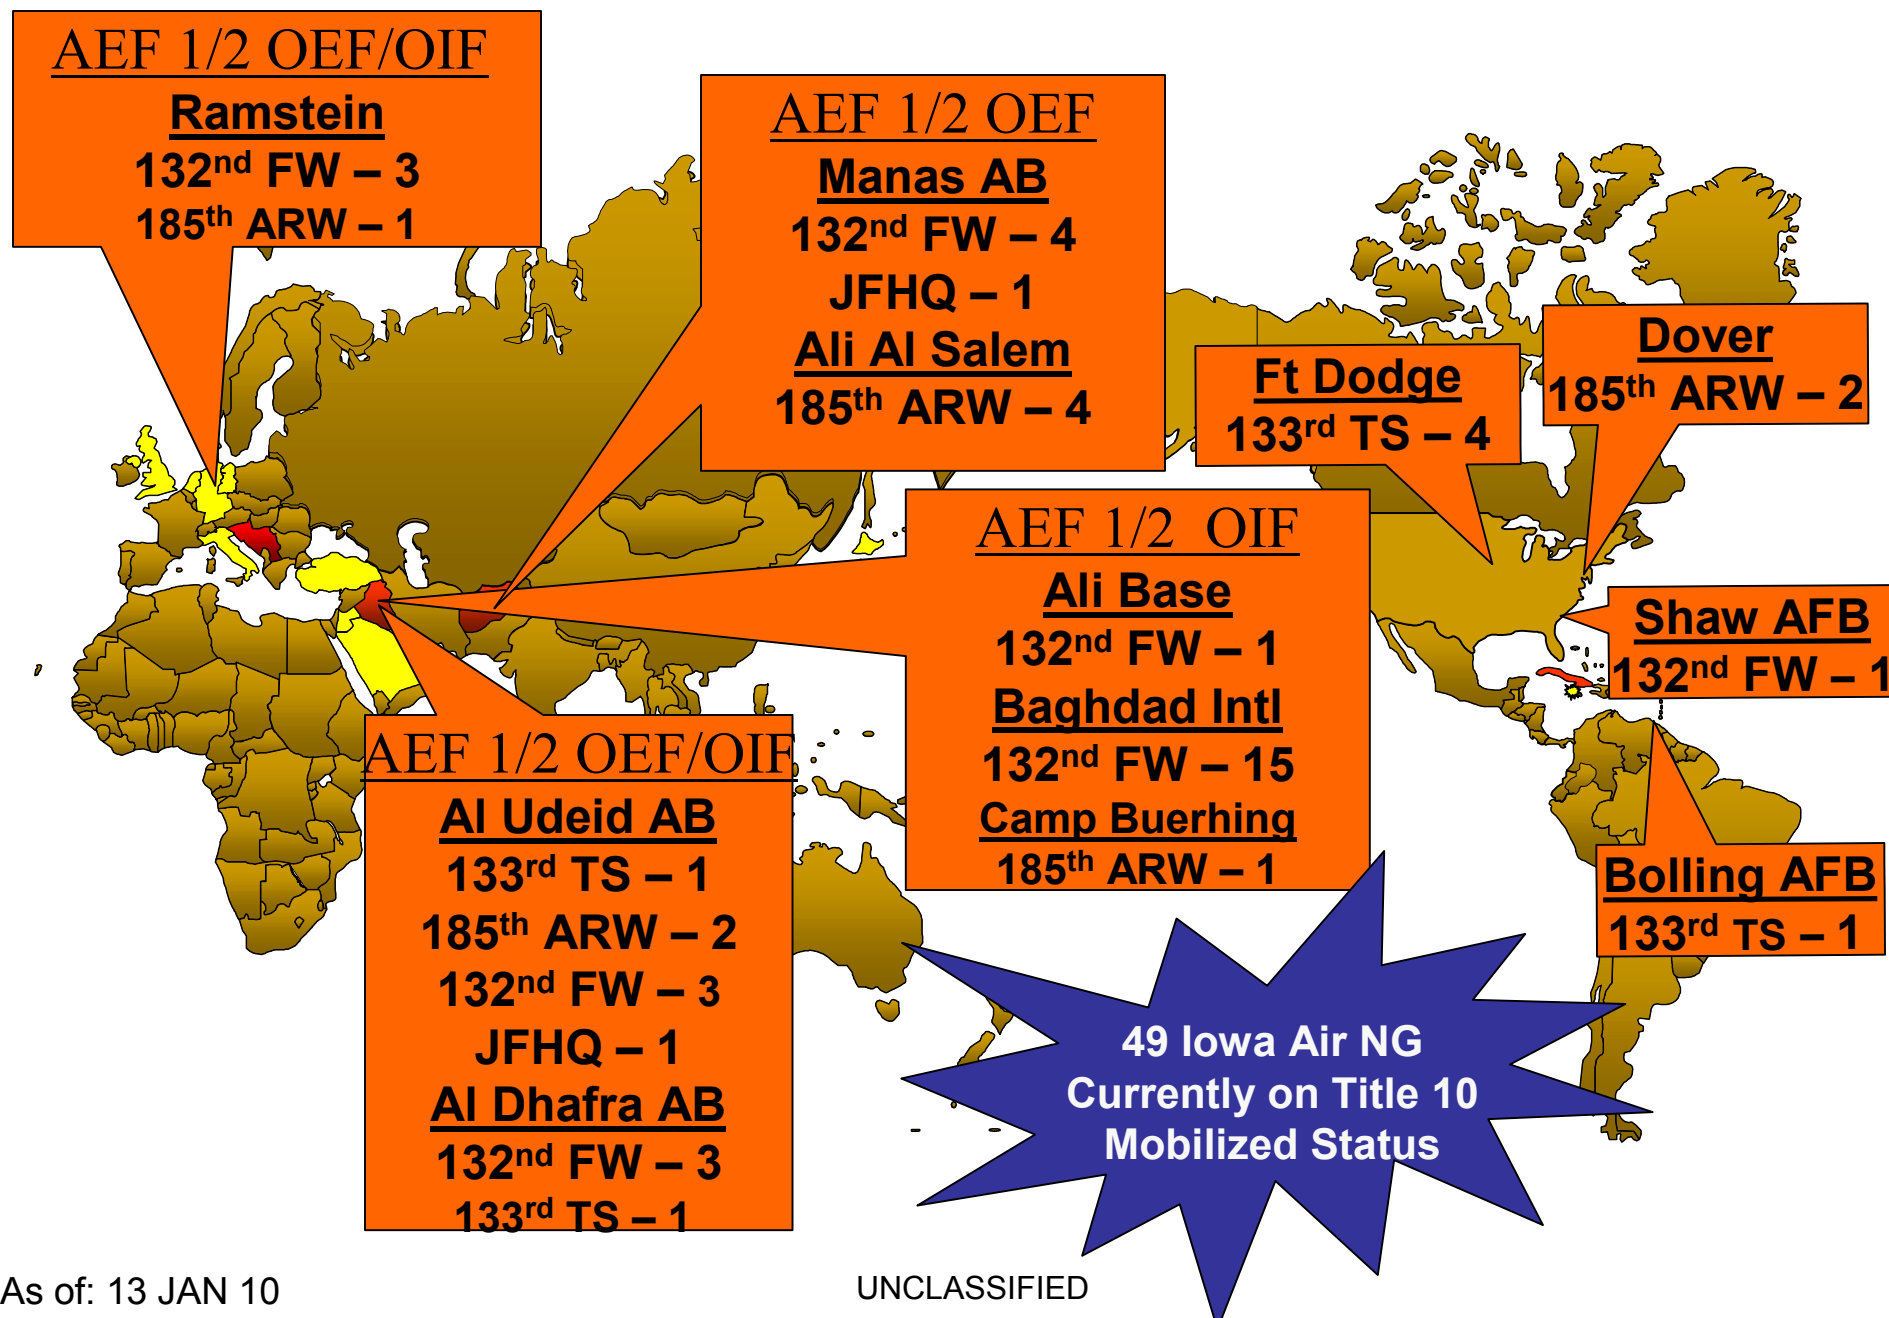 AEF 1/2 OEF/OIF
Ramstein
132nd FW – 3
185th ARW – 1
AEF 1/2 OEF
Manas AB
132nd FW – 4
JFHQ – 1
Ali Al Salem
185th ARW – 4
Ft Dodge
133rd TS – 4
Dover
185th ARW – 2
AEF 1/2  OIF
Ali Base
132nd FW – 1
Baghdad Intl
132nd FW – 15
Camp Buerhing
185th ARW – 1
Shaw AFB
132nd FW – 1
AEF 1/2 OEF/OIF
Al Udeid AB
133rd TS – 1
185th ARW – 2
132nd FW – 3
JFHQ – 1
Al Dhafra AB
132nd FW – 3
133rd TS – 1
Bolling AFB
133rd TS – 1
49 Iowa Air NG
Currently on Title 10
Mobilized Status
As of: 13 JAN 10
UNCLASSIFIED